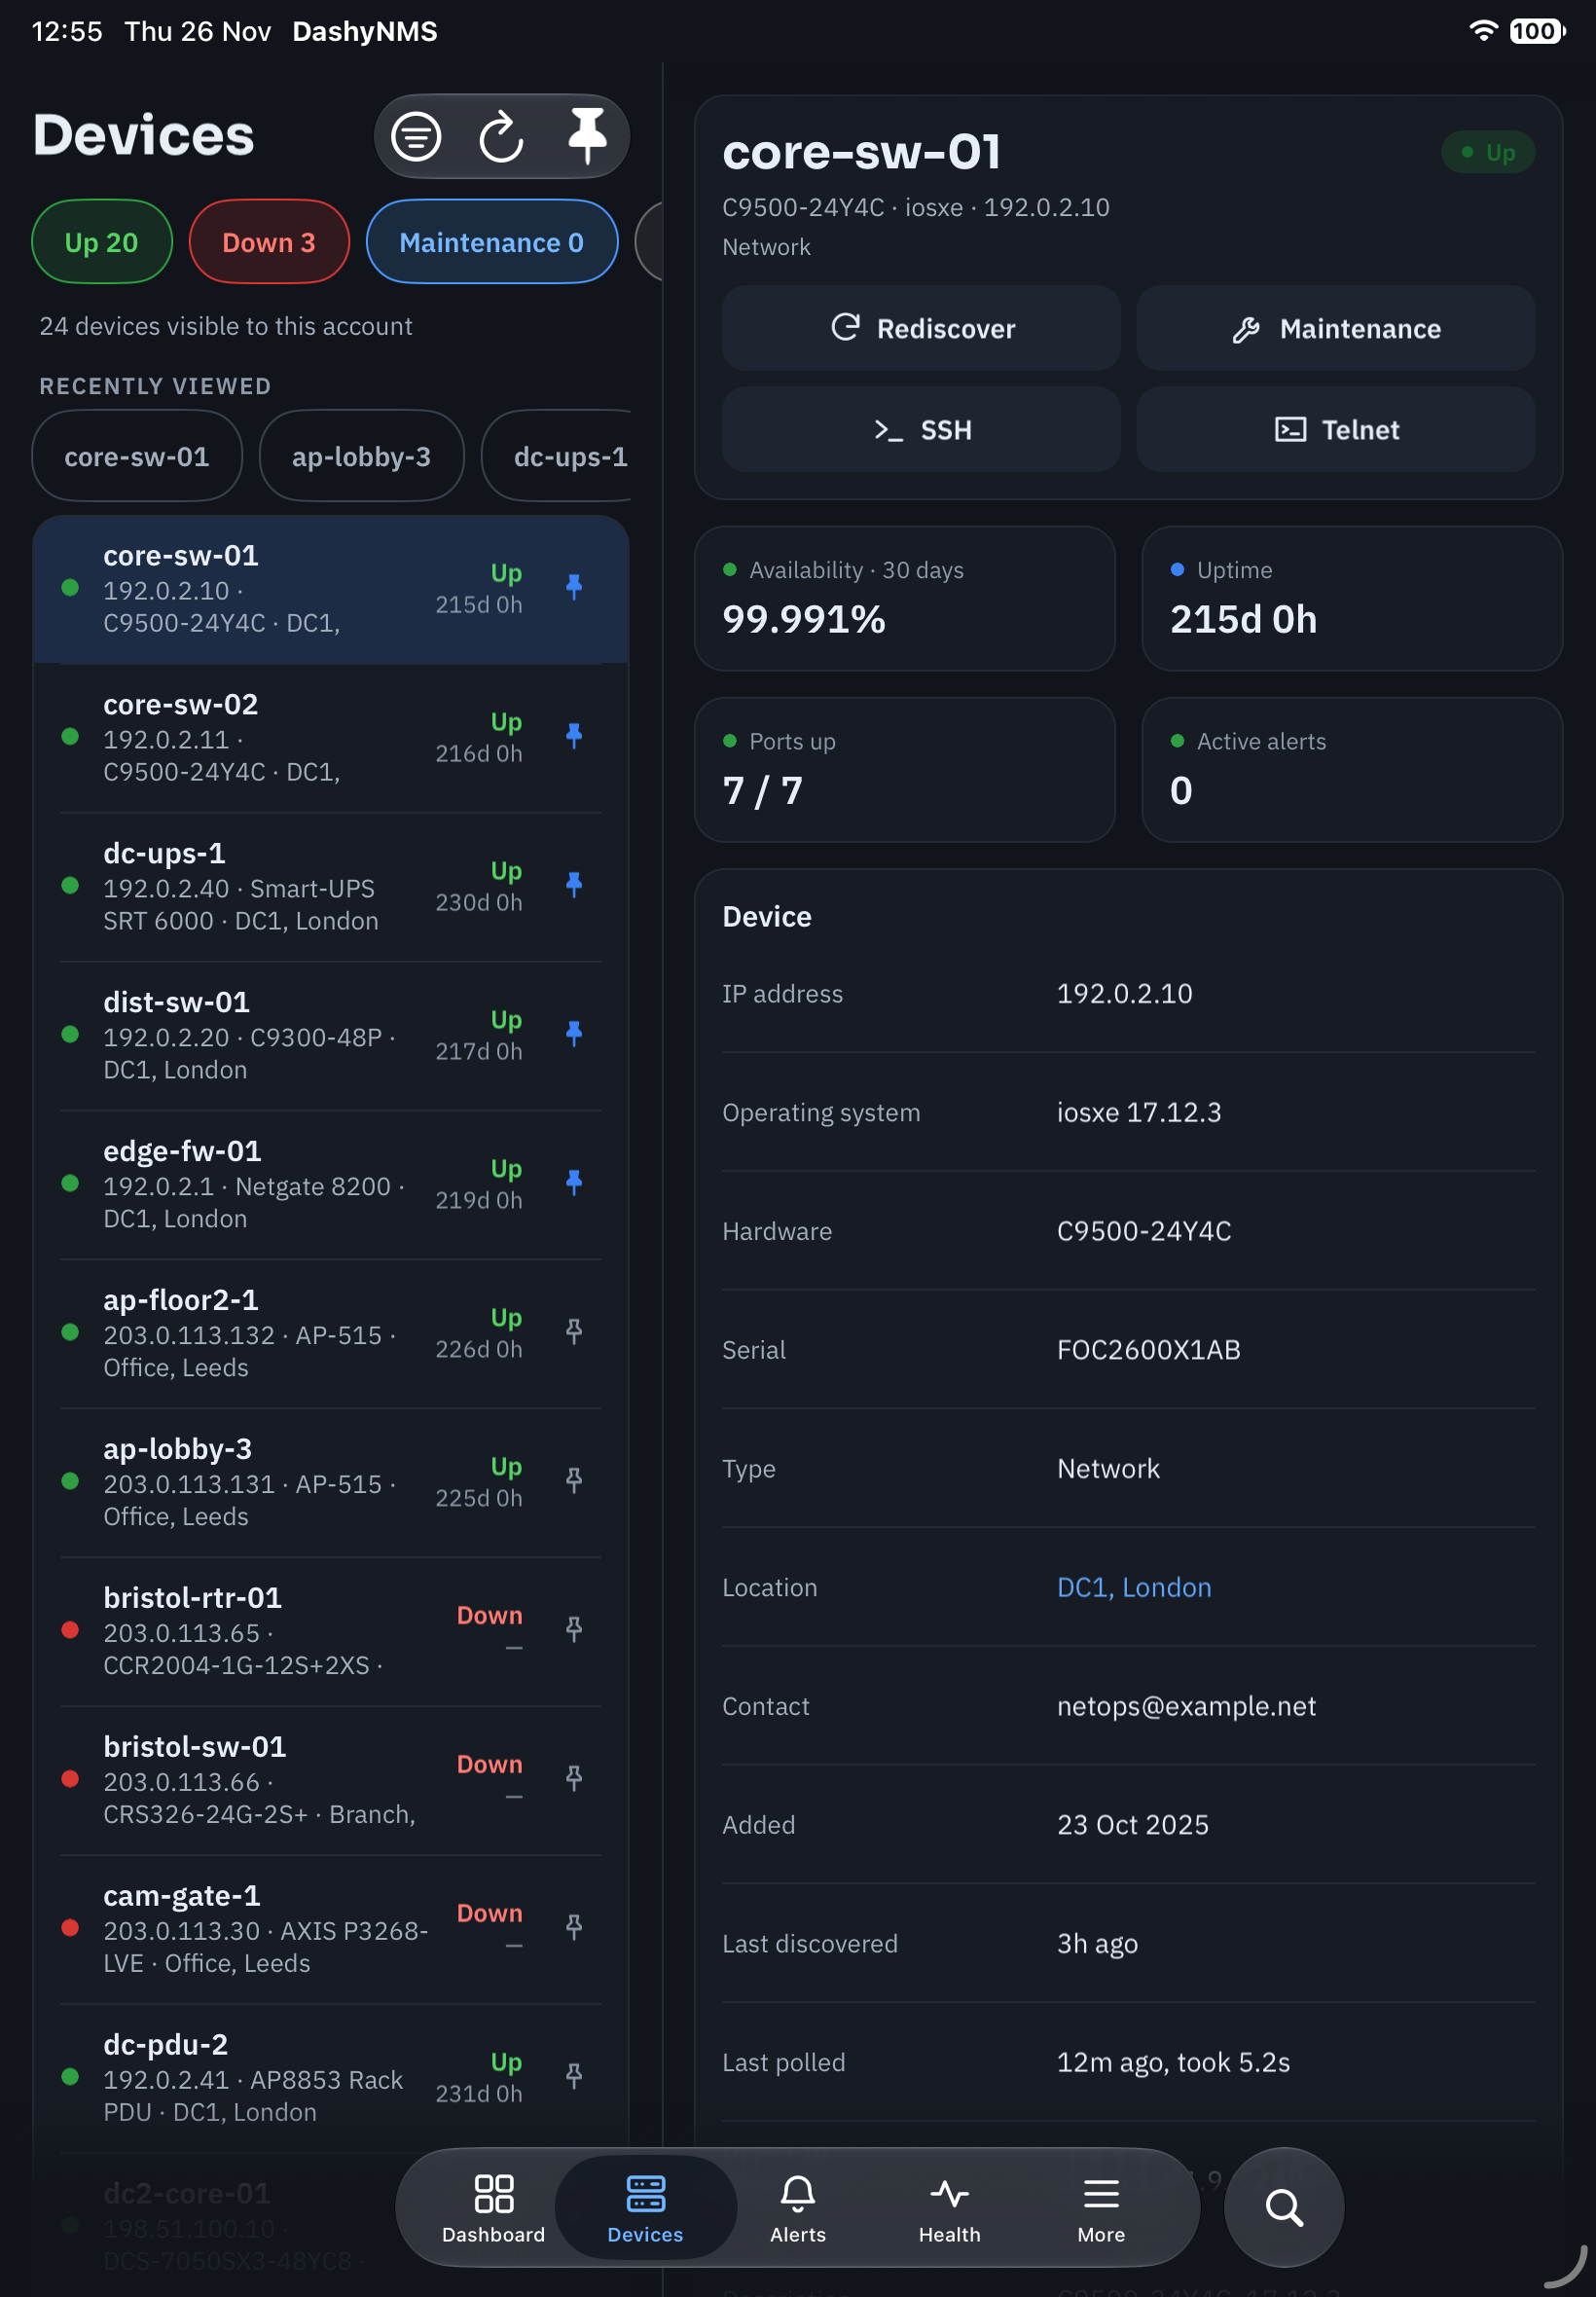 12:55 Thu 26 Nov DashyNMS
100
Devices
Up 20
Down 3
Maintenance 0
24 devices visible to this account
RECENTLY VIEWED
core-sw-01
ap-lobby-3
dc-ups-1
core-sw-01
192.0.2.10 ·
C9500-24Y4C · DC1,
Up
215d 0h
core-sw-02
192.0.2.11 ·
C9500-24Y4C · DC1,
Up
216d 0h
dc-ups-1
192.0.2.40 · Smart-UPS
SRT 6000 · DC1, London
Up
230d 0h
dist-sw-01
192.0.2.20 · C9300-48P ·
DC1, London
Up
217d 0h
edge-fw-01
192.0.2.1 · Netgate 8200 ·
DC1, London
Up
219d 0h
ap-floor2-1
203.0.113.132 · AP-515 ·
Office, Leeds
Up
226d 0h
ap-lobby-3
203.0.113.131 · AP-515 ·
Office, Leeds
Up
225d 0h
bristol-rtr-01
203.0.113.65 ·
CCR2004-1G-12S+2XS ·
Down
—
bristol-sw-01
203.0.113.66 ·
CRS326-24G-2S+ · Branch,
Down
—
cam-gate-1
203.0.113.30 · AXIS P3268-
LVE · Office, Leeds
Down
—
dc-pdu-2
192.0.2.41 · AP8853 Rack
PDU · DC1, London
Up
231d 0h
dc2-core-01
198.51.100.10 ·
DCS-7050SX3-48YC8 ·
core-sw-01
Up
C9500-24Y4C · iosxe · 192.0.2.10
Network
Rediscover
Maintenance
SSH
Telnet
Availability · 30 days
99.991%
Uptime
215d 0h
Ports up
7 / 7
Active alerts
0
Device
IP address
192.0.2.10
Operating system
iosxe 17.12.3
Hardware
C9500-24Y4C
Serial
FOC2600X1AB
Type
Network
Location
DC1, London
Contact
netops@example.net
Added
23 Oct 2025
Last discovered
3h ago
Last polled
12m ago, took 5.2s
Dashboard
Devices
Alerts
Health
More